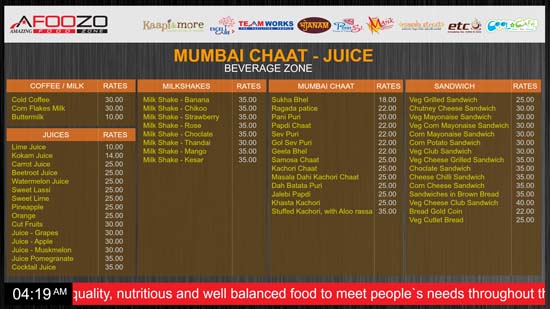 AFOOZO
AMAZING FOOD ZONE
Kaapi&more
TEAMWORKS
BHOJANAM
etc
MUMBAI CHAAT - JUICE
BEVERAGE ZONE
COFFEE / MILK RATES
Cold Coffee 30.00
Corn Flakes Milk 30.00
Buttermilk 10.00
JUICES RATES
Lime Juice 10.00
Kokam Juice 14.00
Carrot Juice 25.00
Beetroot Juice 25.00
Watermelon Juice 25.00
Sweet Lassi 25.00
Sweet Lime 25.00
Pineapple 25.00
Orange 25.00
Cut Fruits 30.00
Juice - Grapes 30.00
Juice - Apple 30.00
Juice - Muskmelon 30.00
Juice Pomegranate 35.00
Cocktail Juice 35.00
MILKSHAKES RATES
Milk Shake - Banana 35.00
Milk Shake - Chikoo 35.00
Milk Shake - Strawberry 35.00
Milk Shake - Rose 35.00
Milk Shake - Choclate 35.00
Milk Shake - Thandai 30.00
Milk Shake - Mango 35.00
Milk Shake - Kesar 35.00
MUMBAI CHAAT RATES
Sukha Bhel 18.00
Ragada patice 22.00
Pani Puri 20.00
Papdi Chaat 22.00
Sev Puri 22.00
Gol Sev Puri 22.00
Geela Bhel 22.00
Samosa Chaat 25.00
Kachori Chaat 25.00
Masala Dahi Kachori Chaat 25.00
Dah Batata Puri 25.00
Jalebi Papdi 25.00
Khasta Kachori 25.00
Stuffed Kachori, with Aloo rassa 35.00
SANDWICH RATES
Veg Grilled Sandwich 25.00
Chutney Cheese Sandwich 30.00
Veg Mayonaise Sandwich 30.00
Veg Corn Mayonaise Sandwich 30.00
Corn Mayonaise Sandwich 30.00
Corn Potato Sandwich 30.00
Veg Club Sandwich 30.00
Veg Cheese Grilled Sandwich 35.00
Choclate Sandwich 35.00
Cheese Chilli Sandwich 35.00
Corn Cheese Sandwich 35.00
Sandwiches in Brown Bread 35.00
Veg Cheese Club Sandwich 40.00
Bread Gold Coin 22.00
Veg Cutlet Bread 25.00
04:19 AM quality, nutritious and well balanced food to meet people`s needs throughout th